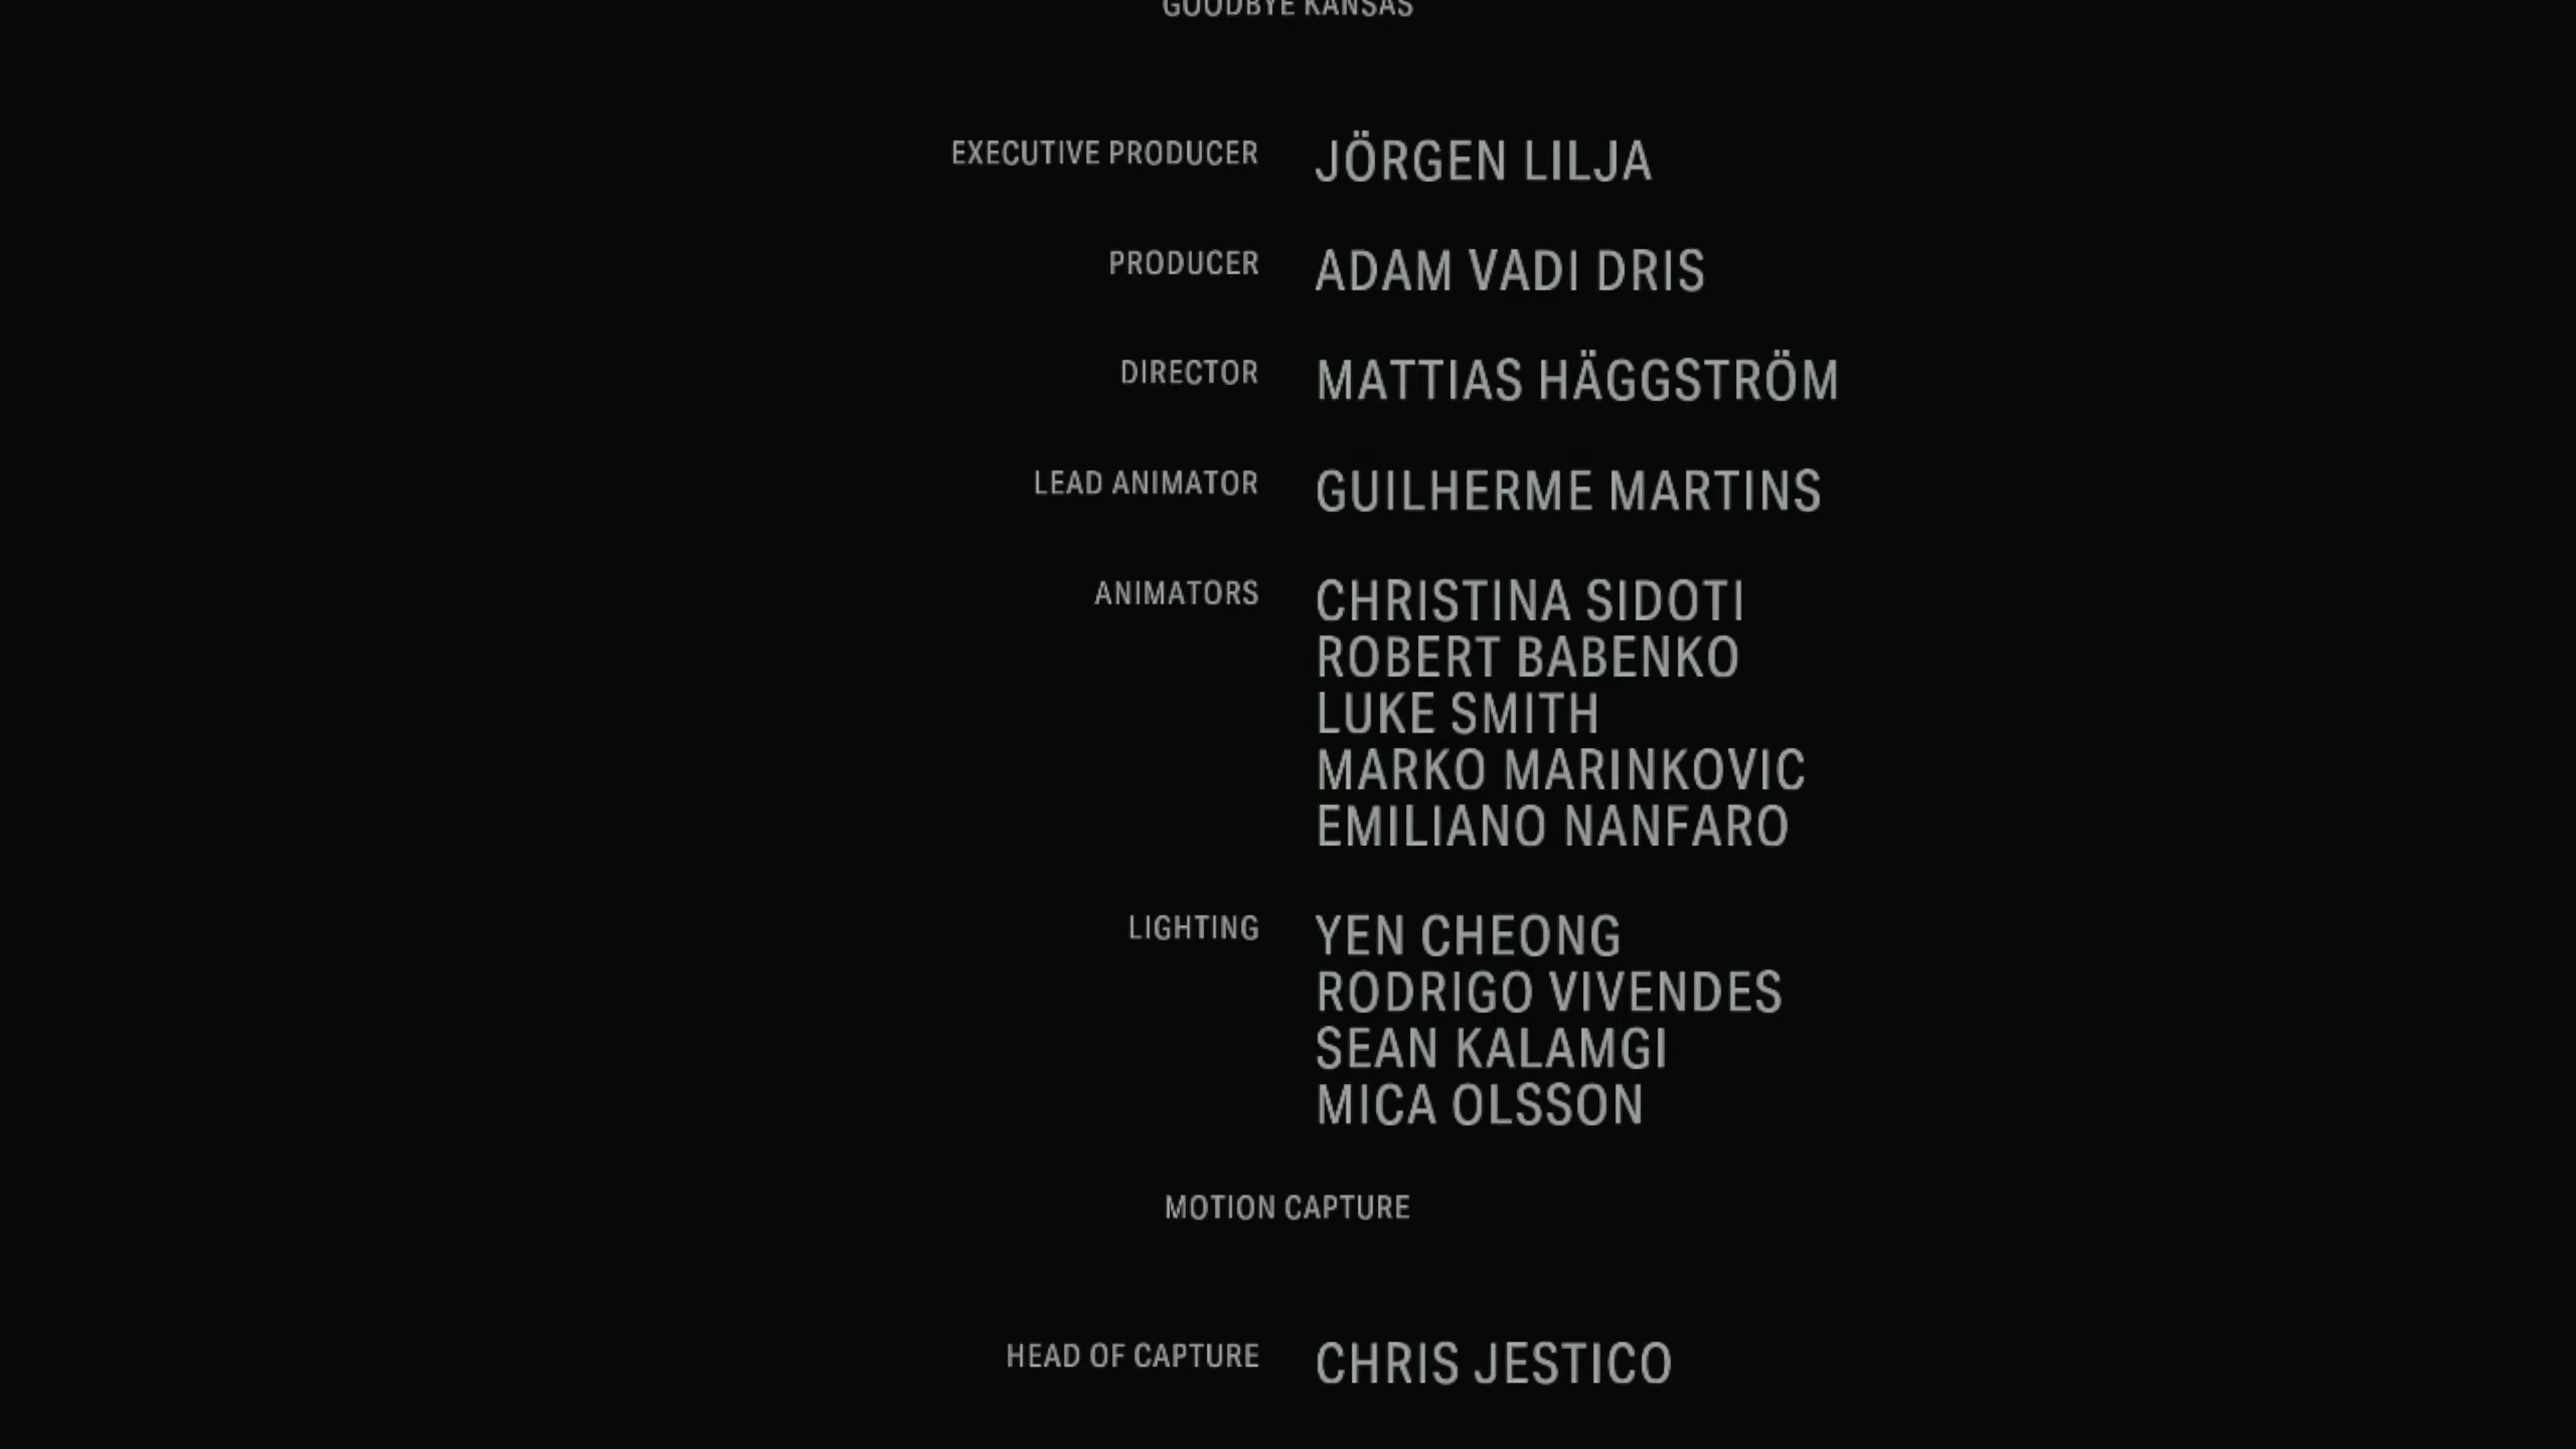 GOODBYE KANSAS
EXECUTIVE PRODUCER JÖRGEN LILJA
PRODUCER ADAM VADI DRIS
DIRECTOR MATTIAS HÄGGSTRÖM
LEAD ANIMATOR GUILHERME MARTINS
ANIMATORS CHRISTINA SIDOTI
ROBERT BABENKO
LUKE SMITH
MARKO MARINKOVIC
EMILIANO NANFARO
LIGHTING YEN CHEONG
RODRIGO VIVENDES
SEAN KALAMGI
MICA OLSSON
MOTION CAPTURE
HEAD OF CAPTURE CHRIS JESTICO